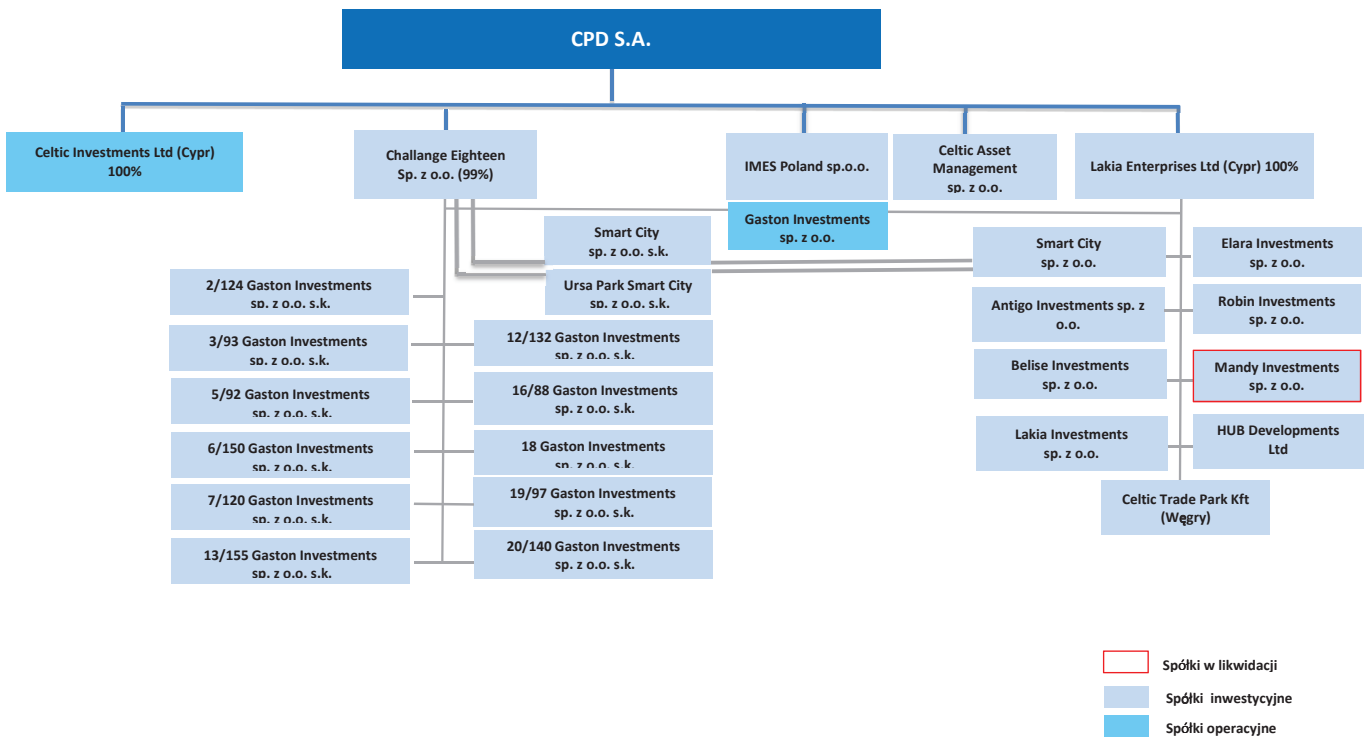 CPD S.A.
Celtic Investments Ltd (Cypr)
100%
Challange Eighteen
Sp. z o.o. (99%)
IMES Poland sp.o.o.
Celtic Asset
Management
sp. z o.o.
Lakia Enterprises Ltd (Cypr) 100%
Gaston Investments
sp. z o.o.
Smart City
sp. z o.o. s.k.
Ursa Park Smart City
sp. z o.o. s.k.
2/124 Gaston Investments
sp. z o.o. s.k.
3/93 Gaston Investments
sp. z o.o. s.k.
5/92 Gaston Investments
sp. z o.o. s.k.
6/150 Gaston Investments
sp. z o.o. s.k.
7/120 Gaston Investments
sp. z o.o. s.k.
13/155 Gaston Investments
sp. z o.o. s.k.
12/132 Gaston Investments
sp. z o.o. s.k.
16/88 Gaston Investments
sp. z o.o. s.k.
18 Gaston Investments
sp. z o.o. s.k.
19/97 Gaston Investments
sp. z o.o. s.k.
20/140 Gaston Investments
sp. z o.o. s.k.
Smart City
sp. z o.o.
Antigo Investments sp. z
o.o.
Belise Investments
sp. z o.o.
Lakia Investments
sp. z o.o.
Elara Investments
sp. z o.o.
Robin Investments
sp. z o.o.
Mandy Investments
sp. z o.o.
HUB Developments
Ltd
Celtic Trade Park Kft
(Węgry)
Spółki w likwidacji
Spółki inwestycyjne
Spółki operacyjne